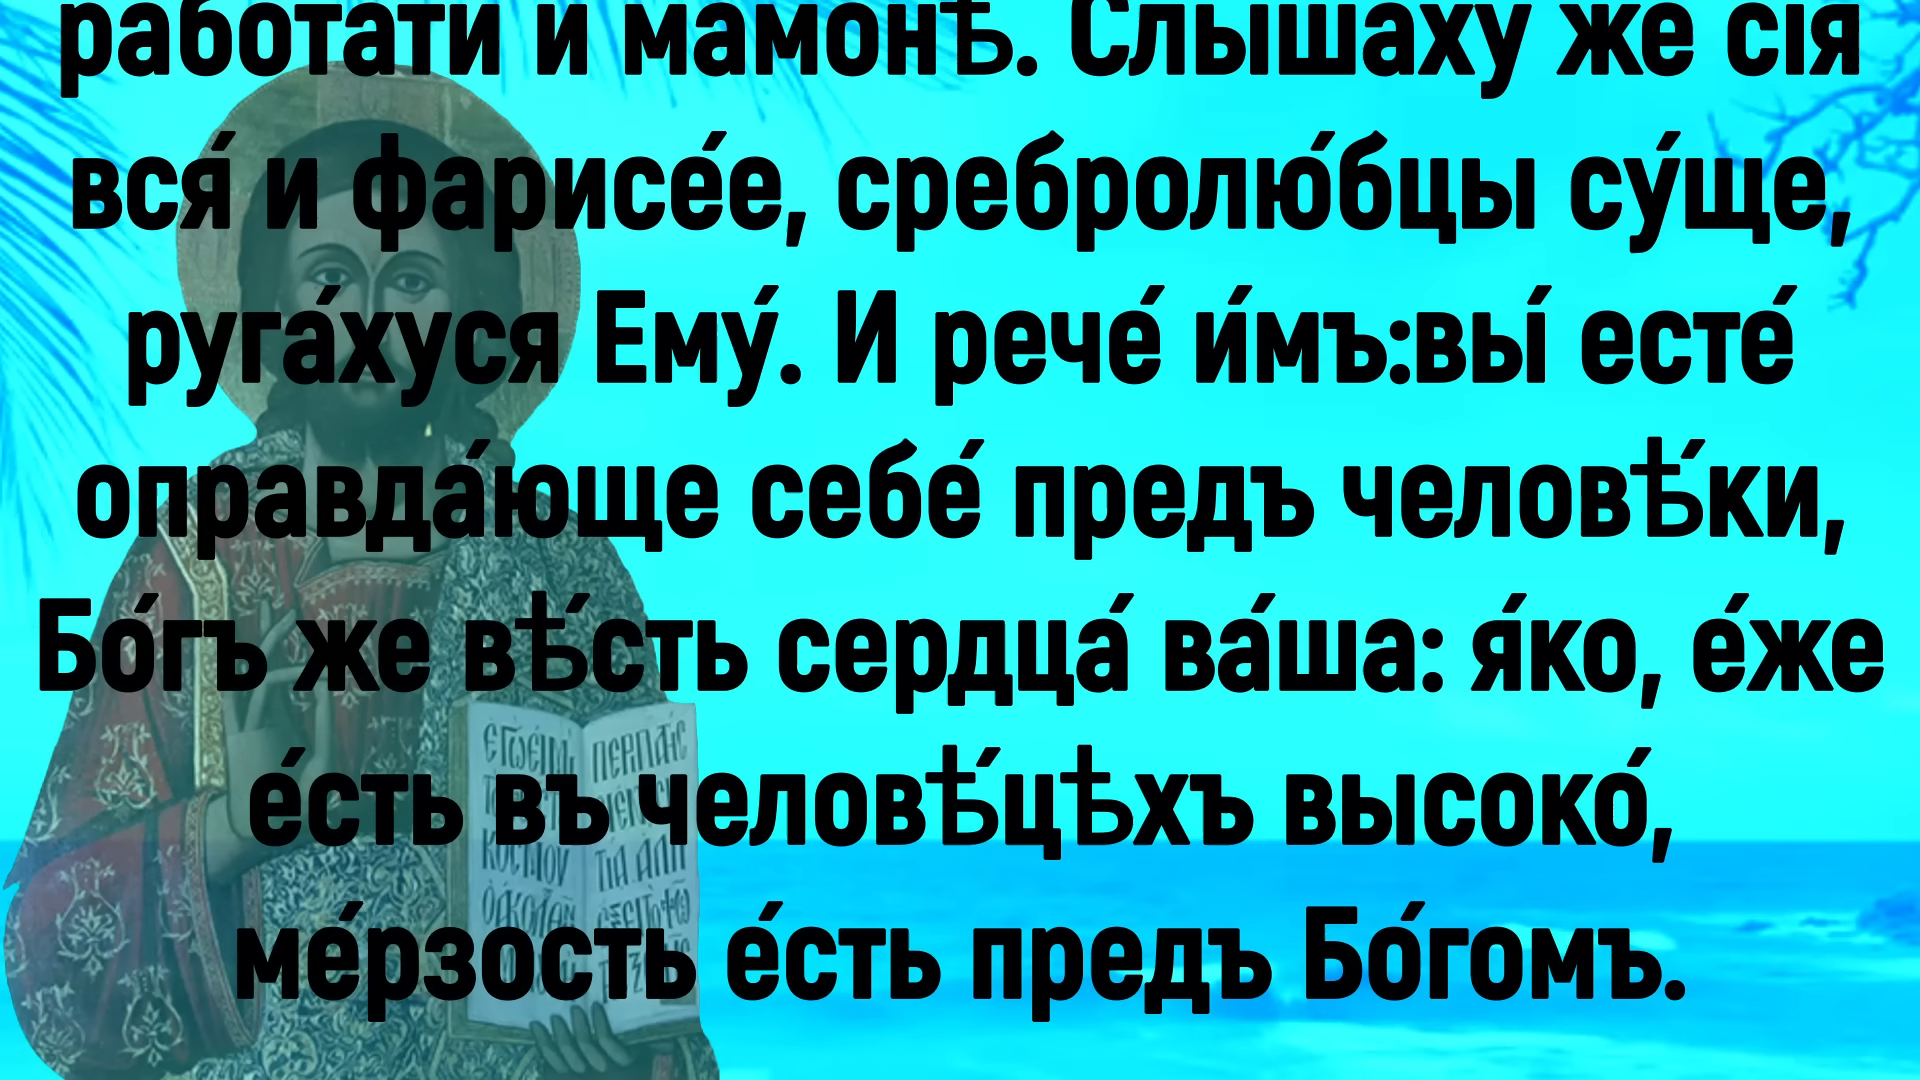 работати и мамонѣ. Слышаху же сія
вся́ и фарисе́е, сребролю́бцы су́ще,
руга́хуся Ему́. И рече́ и́мъ:вы́ есте́
оправда́юще себе́ предъ человѣ́ки,
Бо́гъ же вѣ́сть сердца́ ва́ша: я́ко, е́же
е́сть въ человѣ́цѣхъ высоко́,
ме́рзость е́сть предъ Бо́гомъ.